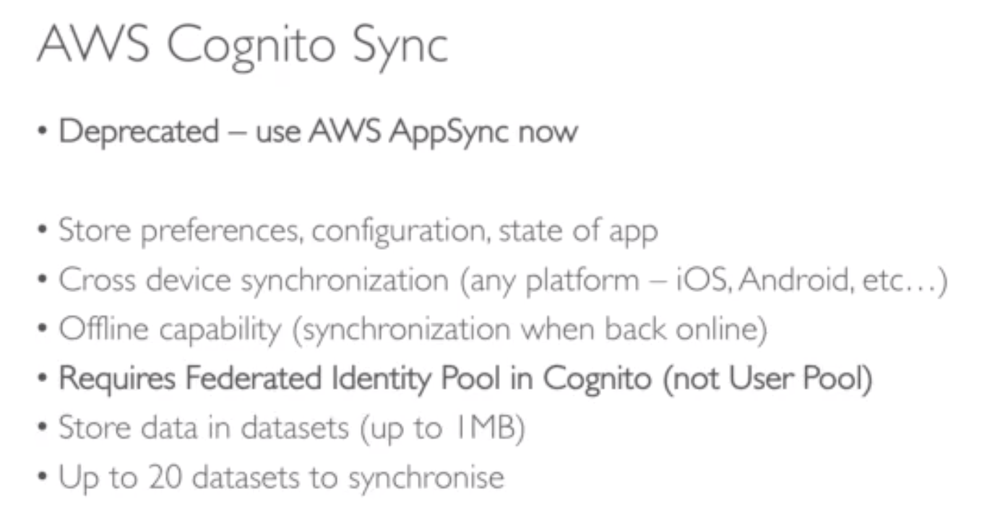 AWS Cognito Sync
• Deprecated – use AWS AppSync now
• Store preferences, configuration, state of app
• Cross device synchronization (any platform – iOS, Android, etc…)
• Offline capability (synchronization when back online)
• Requires Federated Identity Pool in Cognito (not User Pool)
• Store data in datasets (up to 1MB)
• Up to 20 datasets to synchronise